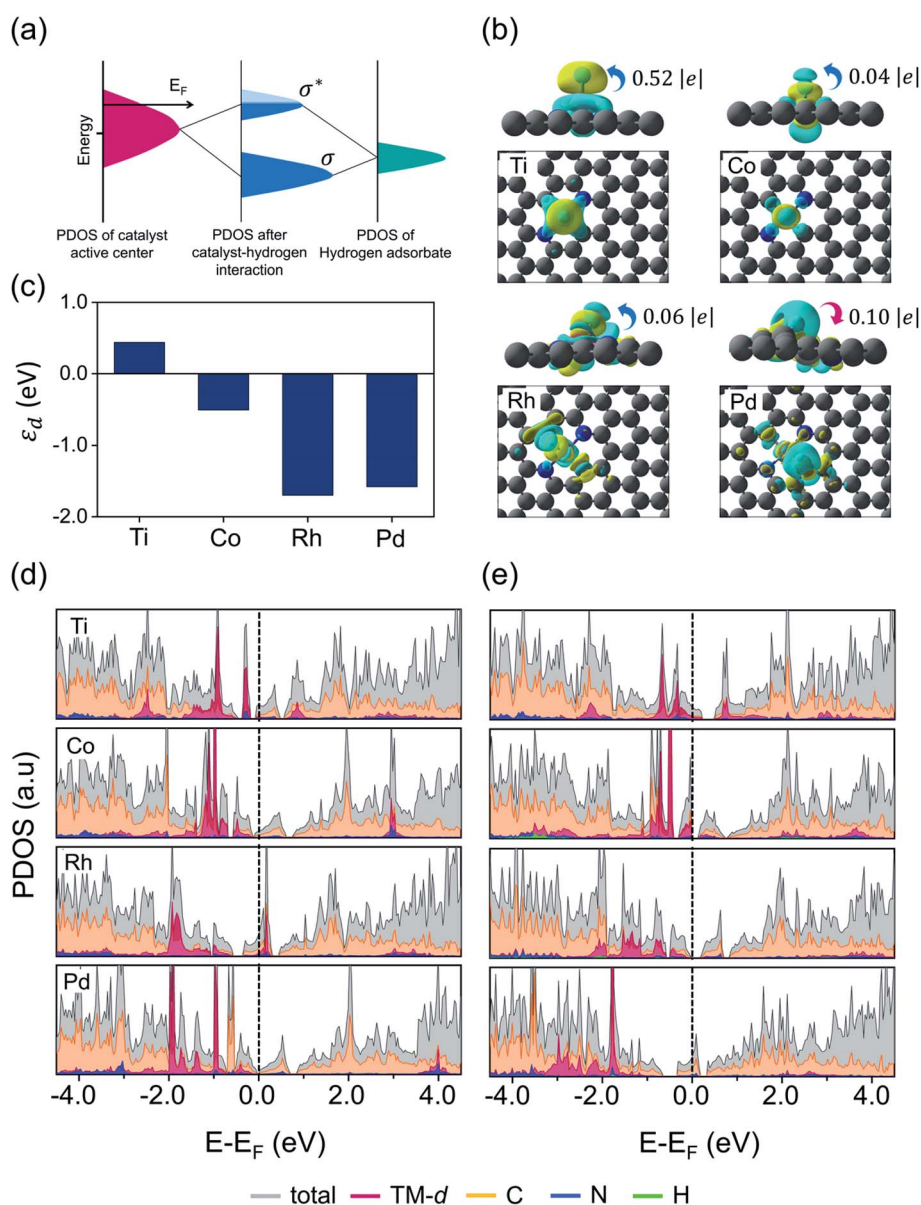 (a)
E_F
σ*
σ
Energy
PDOS of catalyst
active center
PDOS after
catalyst-hydrogen
interaction
PDOS of
Hydrogen adsorbate
(b)
0.52 |e|
0.04 |e|
Ti
Co
0.06 |e|
0.10 |e|
Rh
Pd
(c)
1.0
0.0
-1.0
-2.0
ε_d (eV)
Ti Co Rh Pd
(d)
Ti
Co
Rh
Pd
PDOS (a.u)
-4.0 -2.0 0.0 2.0 4.0
E-E_F (eV)
(e)
-4.0 -2.0 0.0 2.0 4.0
E-E_F (eV)
total TM-d C N H